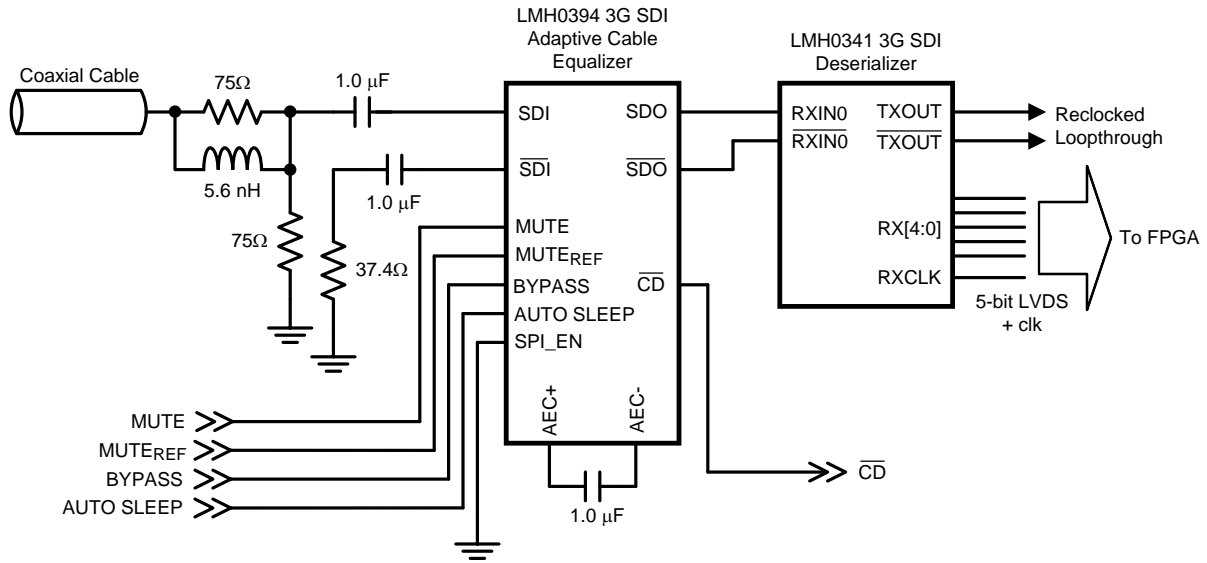 LMH0394 3G SDI
Adaptive Cable
Equalizer
LMH0341 3G SDI
Deserializer
Coaxial Cable
75Ω
1.0 μF
SDI
SDO
RXIN0
TXOUT
Reclocked
Loopthrough
RXIN0
TXOUT
5.6 nH
1.0 μF
SDI
SDO
75Ω
37.4Ω
MUTE
MUTEREF
BYPASS
AUTO SLEEP
SPI_EN
CD
RX[4:0]
RXCLK
To FPGA
5-bit LVDS
+ clk
AEC+
AEC-
MUTE
MUTEREF
BYPASS
AUTO SLEEP
1.0 μF
CD